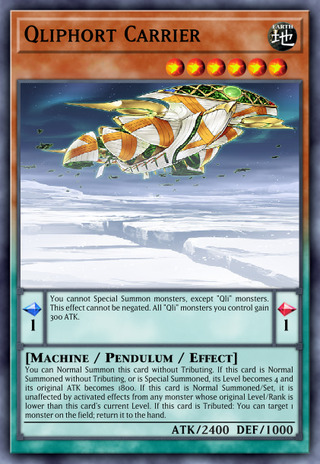 Qliphort Carrier
EARTH
地
You cannot Special Summon monsters, except "Qli" monsters.
This effect cannot be negated. All "Qli" monsters you control gain
300 ATK.
1
1
[Machine / Pendulum / Effect]
You can Normal Summon this card without Tributing. If this card is Normal
Summoned without Tributing, or is Special Summoned, its Level becomes 4 and
its original ATK becomes 1800. If this card is Normal Summoned/Set, it is
unaffected by activated effects from any monster whose original Level/Rank is
lower than this card's current Level. If this card is Tributed: You can target 1
monster on the field; return it to the hand.
ATK/2400 DEF/1000